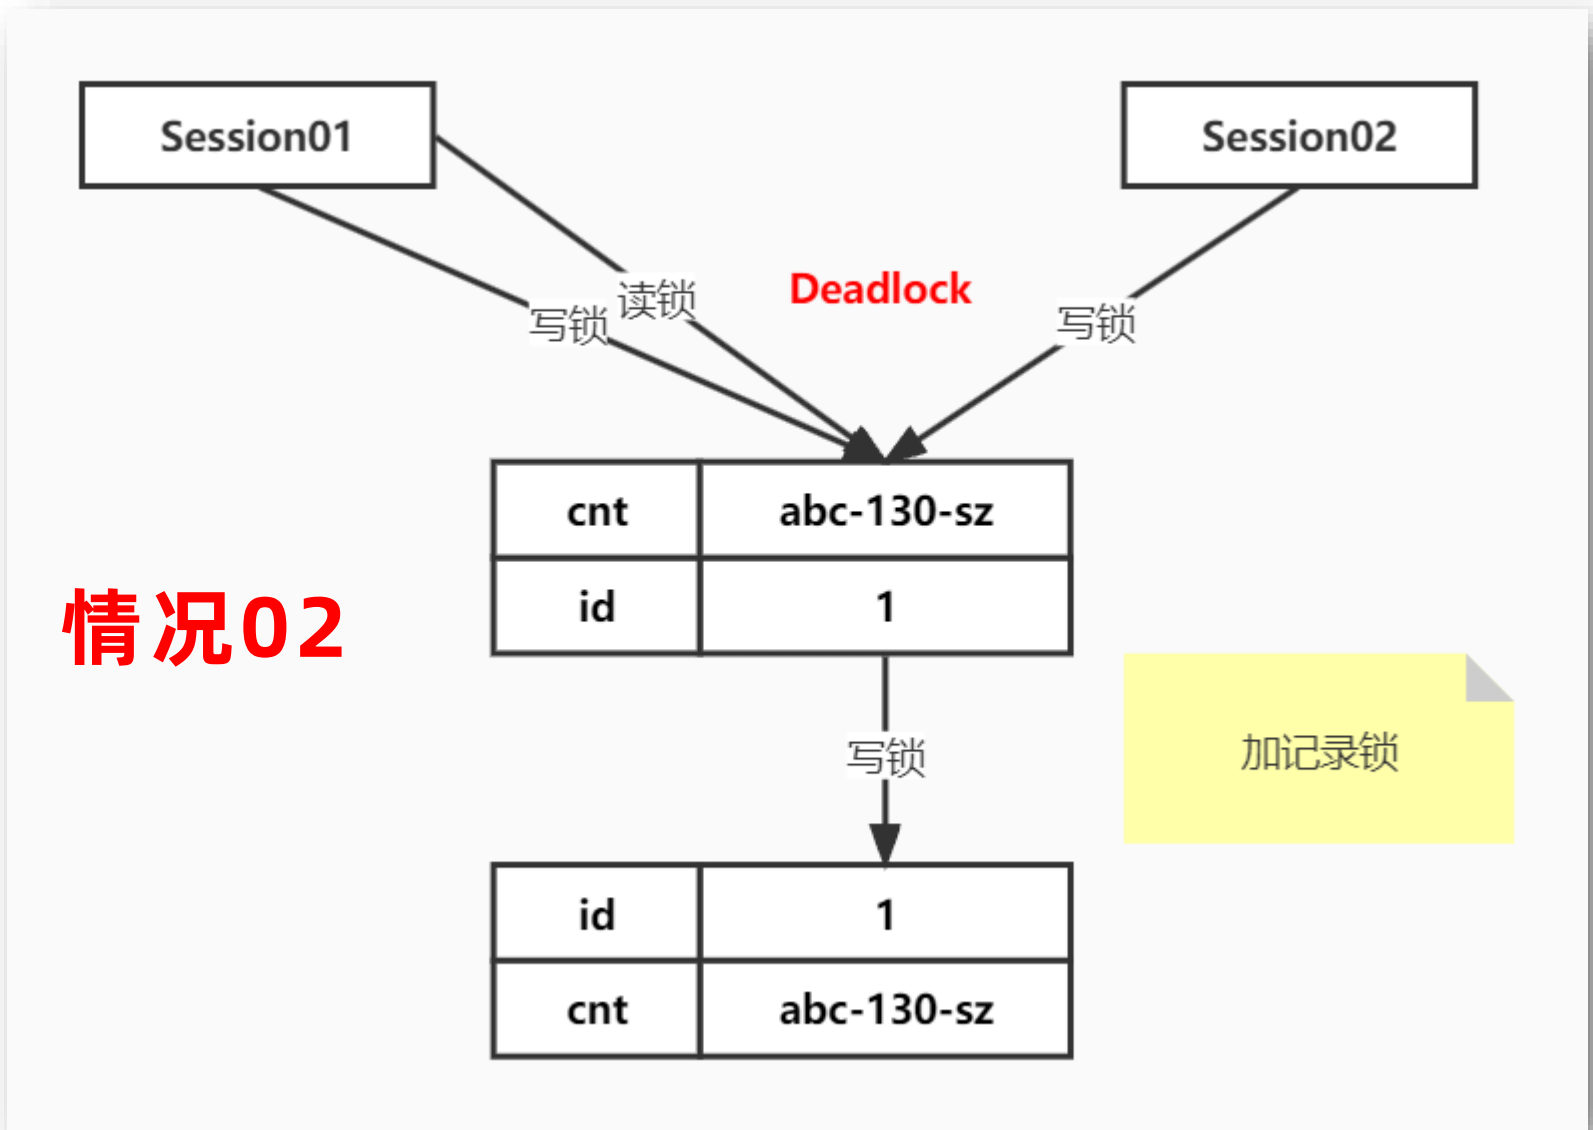 Session01
Session02
Deadlock
读锁
写锁
写锁
cnt
abc-130-sz
id
1
情况02
写锁
加记录锁
id
1
cnt
abc-130-sz